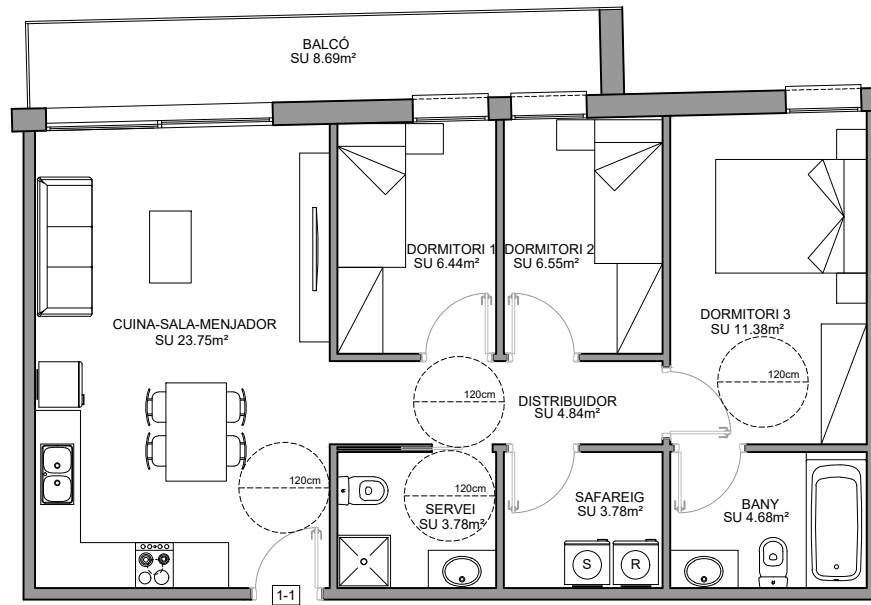 BALCÓ
SU 8.69m²
DORMITORI 1
SU 6.44m²
DORMITORI 2
SU 6.55m²
CUINA-SALA-MENJADOR
SU 23.75m²
DORMITORI 3
SU 11.38m²
120cm
120cm
DISTRIBUIDOR
SU 4.84m²
120cm
120cm
SERVEI
SU 3.78m²
SAFAREIG
SU 3.78m²
BANY
SU 4.68m²
S
R
1-1